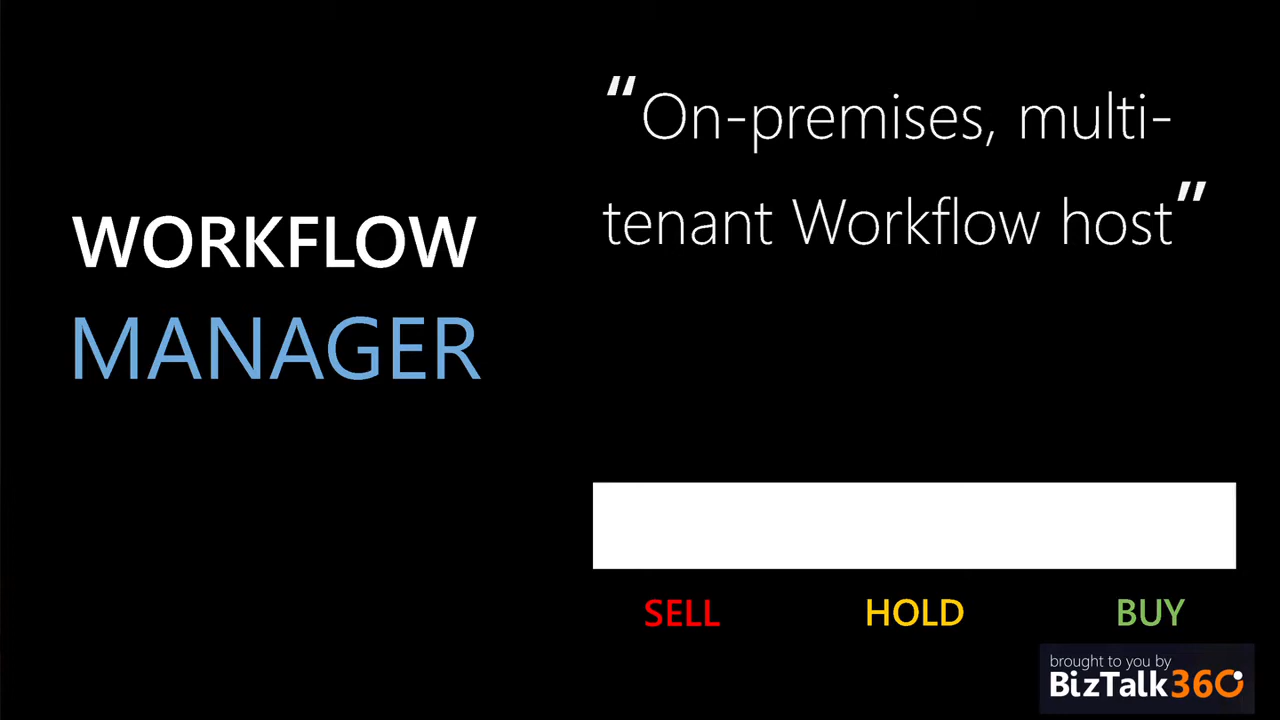 WORKFLOW
MANAGER
“On-premises, multi-
tenant Workflow host”
SELL HOLD BUY
brought to you by
BizTalk360